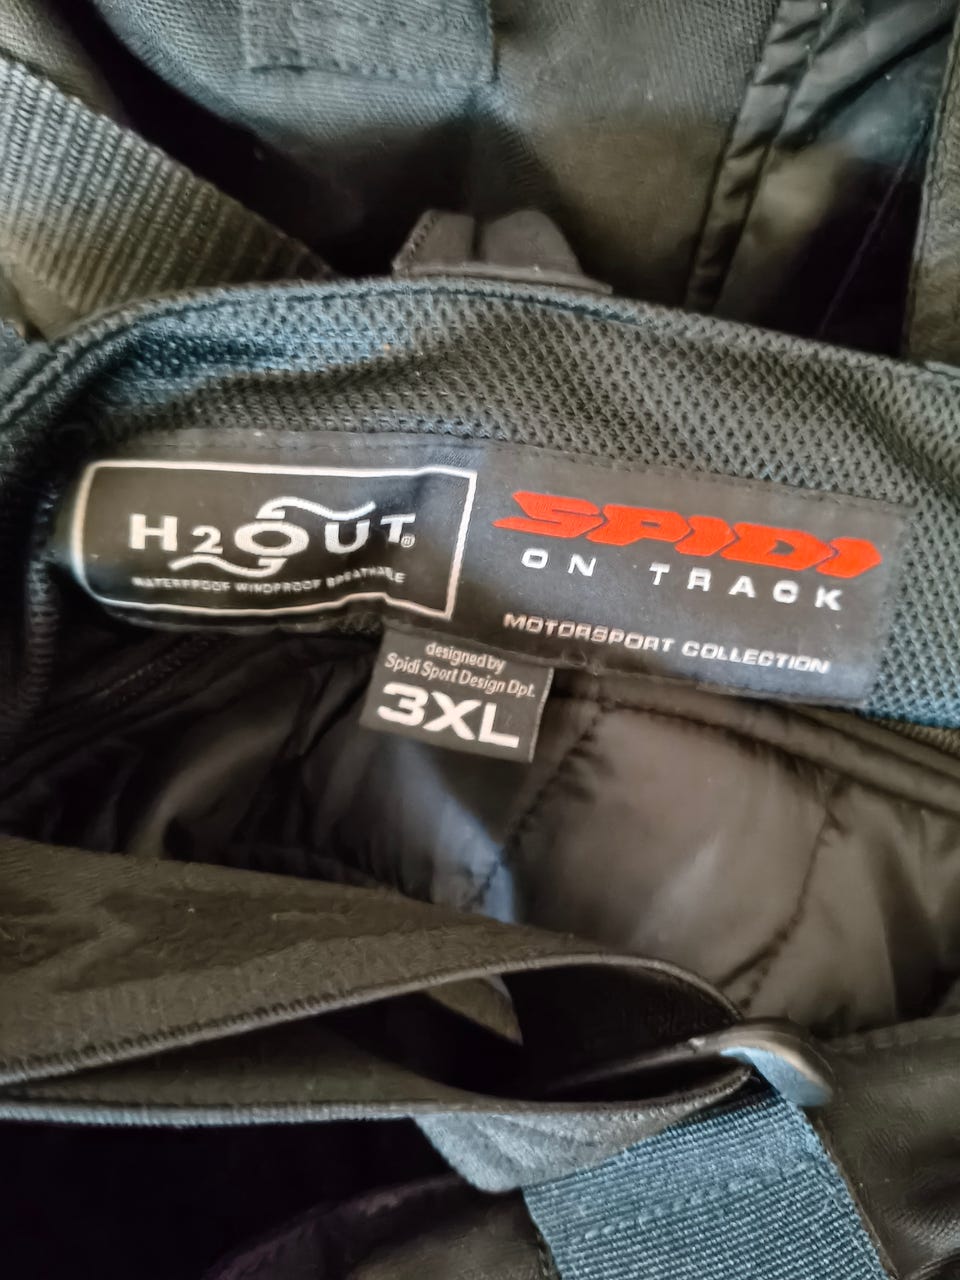 H2OUT®
WATERPROOF WINDPROOF BREATHABLE
SPIDI
ON TRACK
MOTORSPORT COLLECTION
designed by
Spidi Sport Design Dpt.
3XL